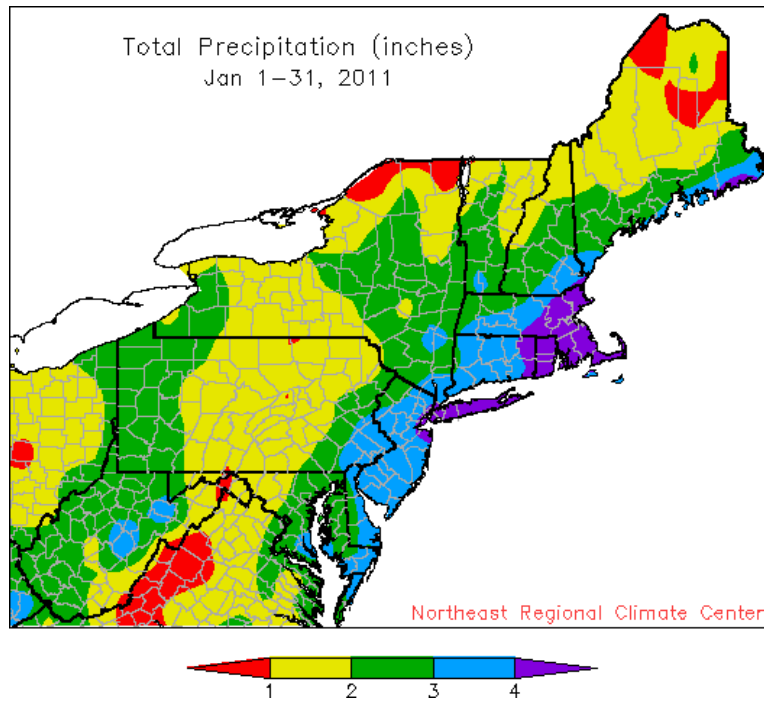 Total Precipitation (inches)
Jan 1-31, 2011
Northeast Regional Climate Center
1 2 3 4